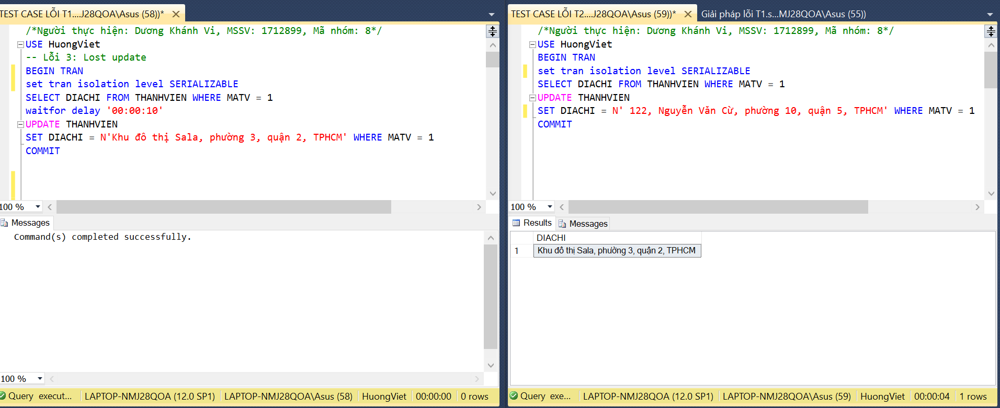 TEST CASE LỖI T1....J28QOA\Asus (58))*
/*Người thực hiện: Dương Khánh Vi, MSSV: 1712899, Mã nhóm: 8*/
USE HuongViet
-- Lỗi 3: Lost update
BEGIN TRAN
set tran isolation level SERIALIZABLE
SELECT DIACHI FROM THANHVIEN WHERE MATV = 1
waitfor delay '00:00:10'
UPDATE THANHVIEN
SET DIACHI = N'Khu đô thị Sala, phường 3, quận 2, TPHCM' WHERE MATV = 1
COMMIT
100 %
Messages
Command(s) completed successfully.
100 %
Query execut... LAPTOP-NMJ28QOA (12.0 SP1) LAPTOP-NMJ28QOA\Asus (58) HuongViet 00:00:00 0 rows
TEST CASE LỖI T2....J28QOA\Asus (59))* Giải pháp lỗi T1.s...MJ28QOA\Asus (55))
/*Người thực hiện: Dương Khánh Vi, MSSV: 1712899, Mã nhóm: 8*/
USE HuongViet
BEGIN TRAN
set tran isolation level SERIALIZABLE
SELECT DIACHI FROM THANHVIEN WHERE MATV = 1
UPDATE THANHVIEN
SET DIACHI = N' 122, Nguyễn Văn Cừ, phường 10, quận 5, TPHCM' WHERE MATV = 1
COMMIT
100 %
Results Messages
DIACHI
1 Khu đô thị Sala, phường 3, quận 2, TPHCM
Query exe... LAPTOP-NMJ28QOA (12.0 SP1) LAPTOP-NMJ28QOA\Asus (59) HuongViet 00:00:04 1 rows